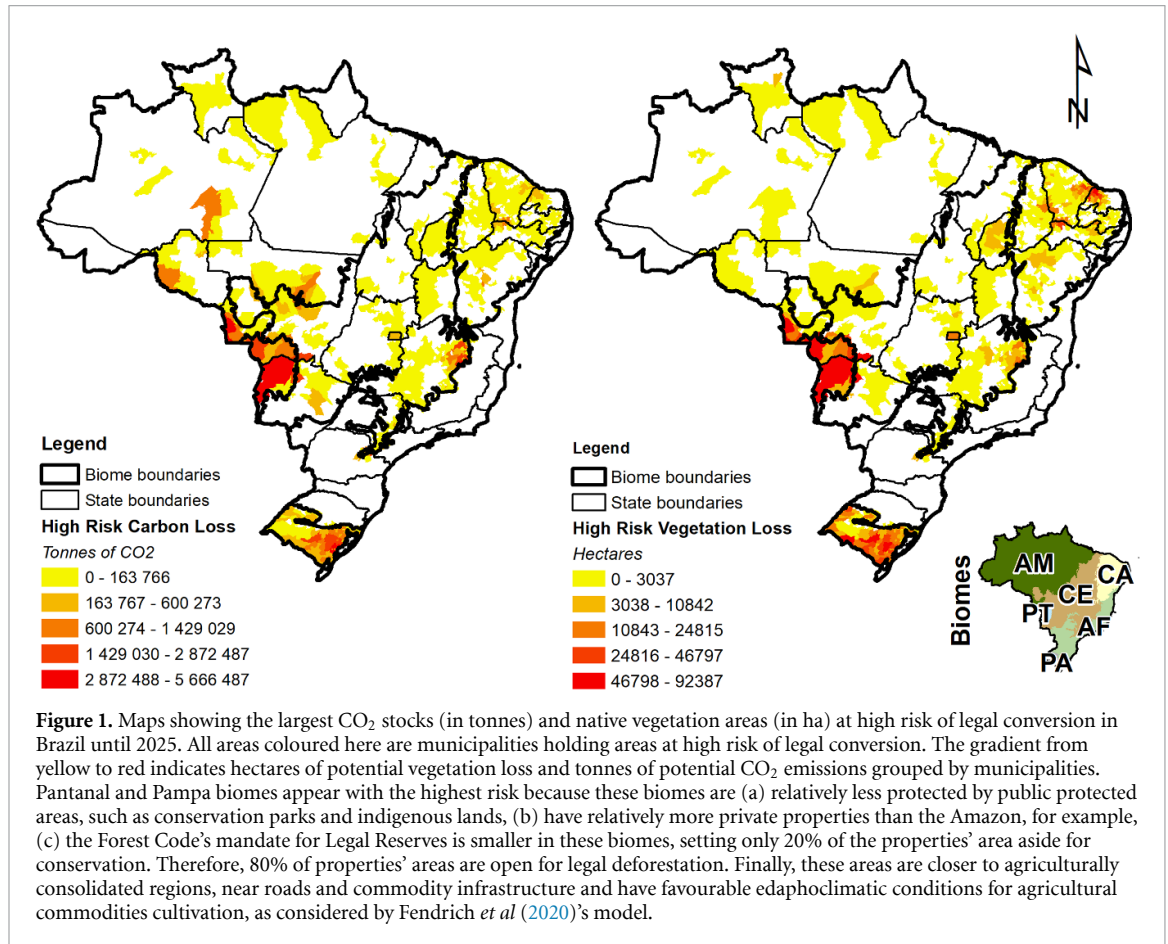 N
Legend
Biome boundaries
State boundaries
High Risk Carbon Loss
Tonnes of CO2
0 - 163 766
163 767 - 600 273
600 274 - 1 429 029
1 429 030 - 2 872 487
2 872 488 - 5 666 487
Legend
Biome boundaries
State boundaries
High Risk Vegetation Loss
Hectares
0 - 3037
3038 - 10842
10843 - 24815
24816 - 46797
46798 - 92387
Biomes
AM
CA
CE
PT
AF
PA
Figure 1. Maps showing the largest CO₂ stocks (in tonnes) and native vegetation areas (in ha) at high risk of legal conversion in
Brazil until 2025. All areas coloured here are municipalities holding areas at high risk of legal conversion. The gradient from
yellow to red indicates hectares of potential vegetation loss and tonnes of potential CO₂ emissions grouped by municipalities.
Pantanal and Pampa biomes appear with the highest risk because these biomes are (a) relatively less protected by public protected
areas, such as conservation parks and indigenous lands, (b) have relatively more private properties than the Amazon, for example,
(c) the Forest Code's mandate for Legal Reserves is smaller in these biomes, setting only 20% of the properties' area aside for
conservation. Therefore, 80% of properties' areas are open for legal deforestation. Finally, these areas are closer to agriculturally
consolidated regions, near roads and commodity infrastructure and have favourable edaphoclimatic conditions for agricultural
commodities cultivation, as considered by Fendrich et al (2020)'s model.